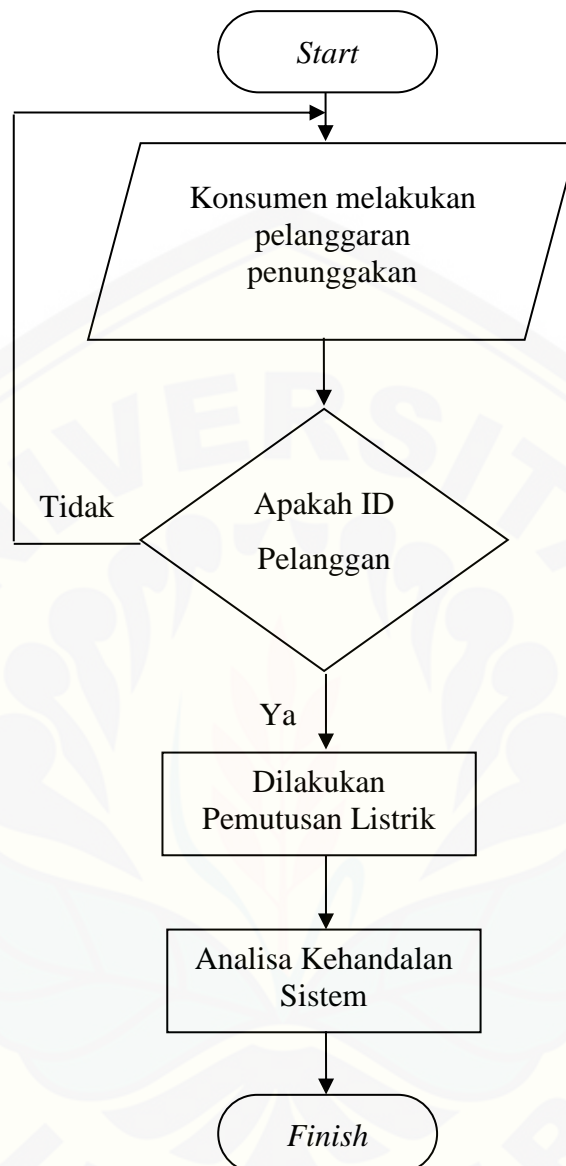 Start
Konsumen melakukan
pelanggaran
penunggakan
Apakah ID
Pelanggan
Tidak
Ya
Dilakukan
Pemutusan Listrik
Analisa Kehandalan
Sistem
Finish